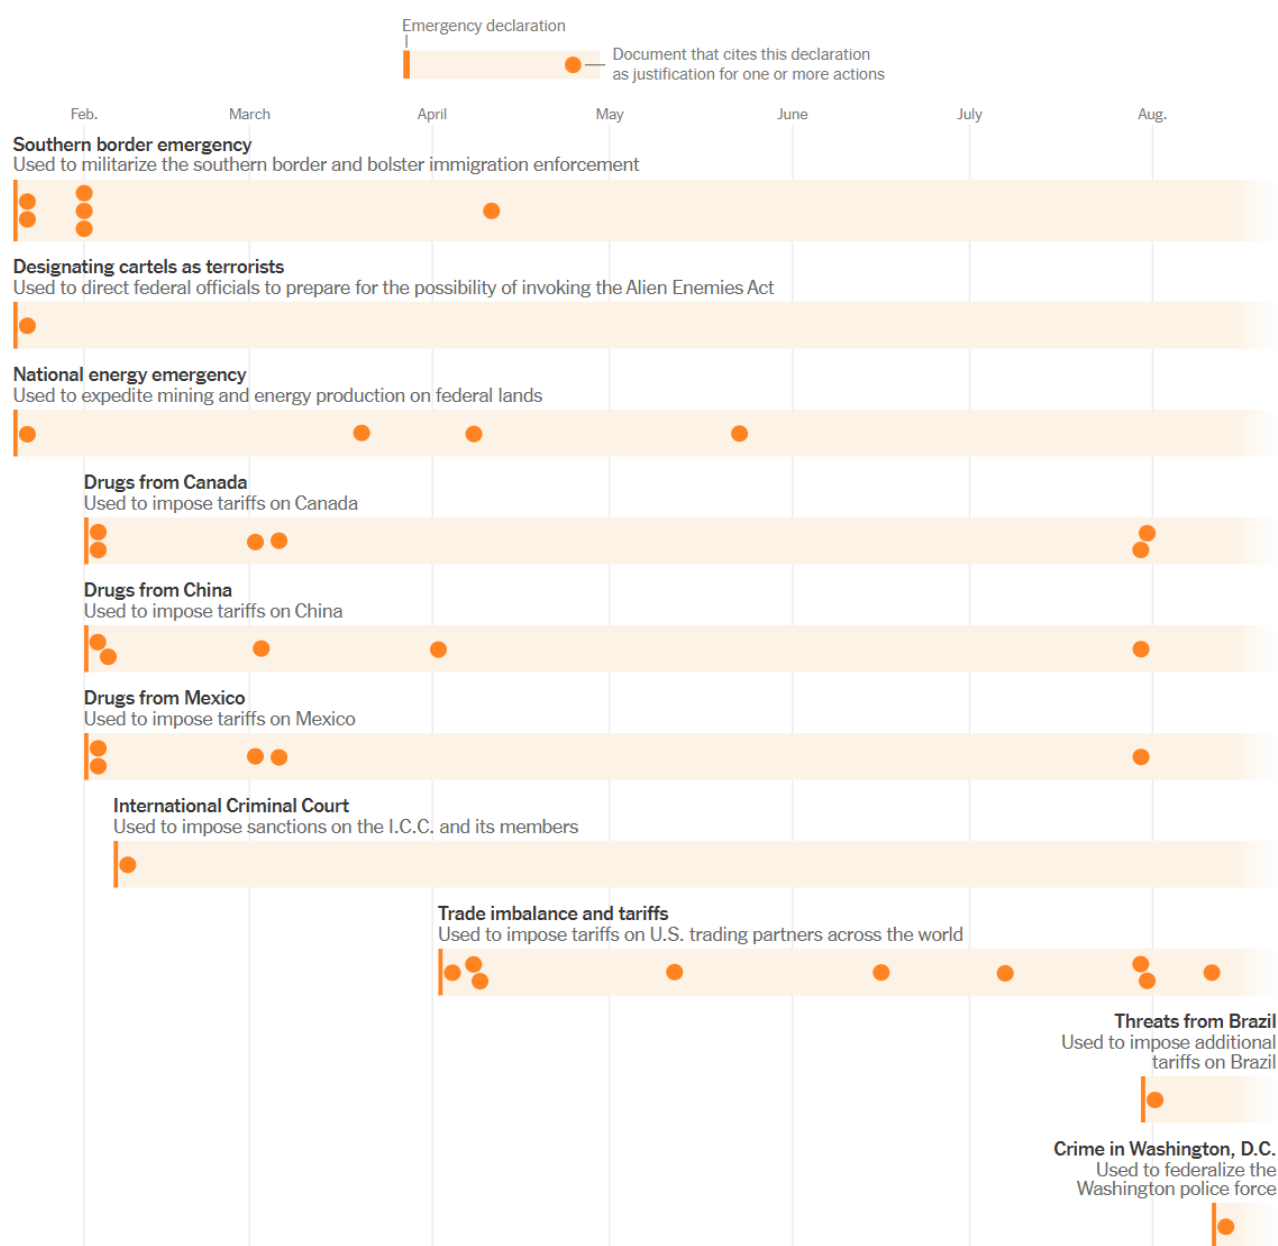 Emergency declaration
Document that cites this declaration
as justification for one or more actions
Feb. March April May June July Aug.
Southern border emergency
Used to militarize the southern border and bolster immigration enforcement
Designating cartels as terrorists
Used to direct federal officials to prepare for the possibility of invoking the Alien Enemies Act
National energy emergency
Used to expedite mining and energy production on federal lands
Drugs from Canada
Used to impose tariffs on Canada
Drugs from China
Used to impose tariffs on China
Drugs from Mexico
Used to impose tariffs on Mexico
International Criminal Court
Used to impose sanctions on the I.C.C. and its members
Trade imbalance and tariffs
Used to impose tariffs on U.S. trading partners across the world
Threats from Brazil
Used to impose additional
tariffs on Brazil
Crime in Washington, D.C.
Used to federalize the
Washington police force